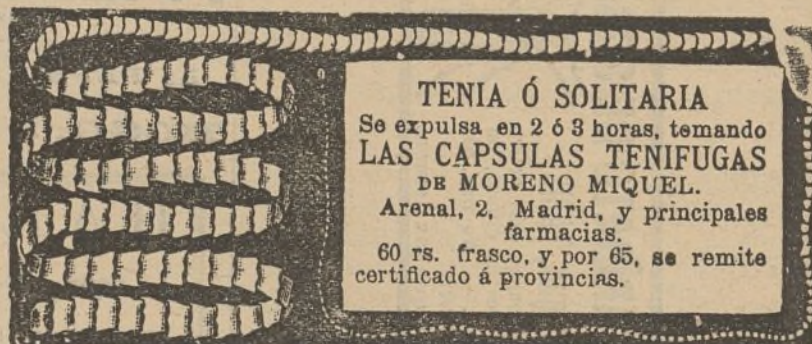 TENIA Ó SOLITARIA
Se expulsa en 2 ó 3 horas, temando
LAS CAPSULAS TENIFUGAS
DE MORENO MIQUEL.
Arenal, 2, Madrid, y principales
farmacias.
60 rs. frasco, y por 65, se remite
certificado á provincias.